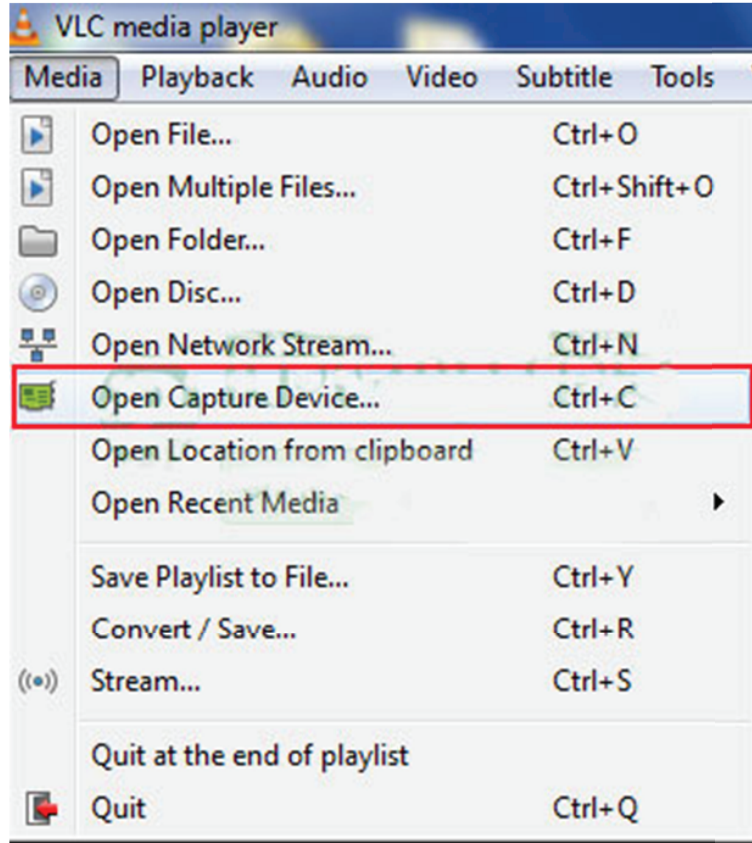 VLC media player
Media Playback Audio Video Subtitle Tools
Open File... Ctrl+O
Open Multiple Files... Ctrl+Shift+O
Open Folder... Ctrl+F
Open Disc... Ctrl+D
Open Network Stream... Ctrl+N
Open Capture Device... Ctrl+C
Open Location from clipboard Ctrl+V
Open Recent Media
Save Playlist to File... Ctrl+Y
Convert / Save... Ctrl+R
Stream... Ctrl+S
Quit at the end of playlist
Quit Ctrl+Q